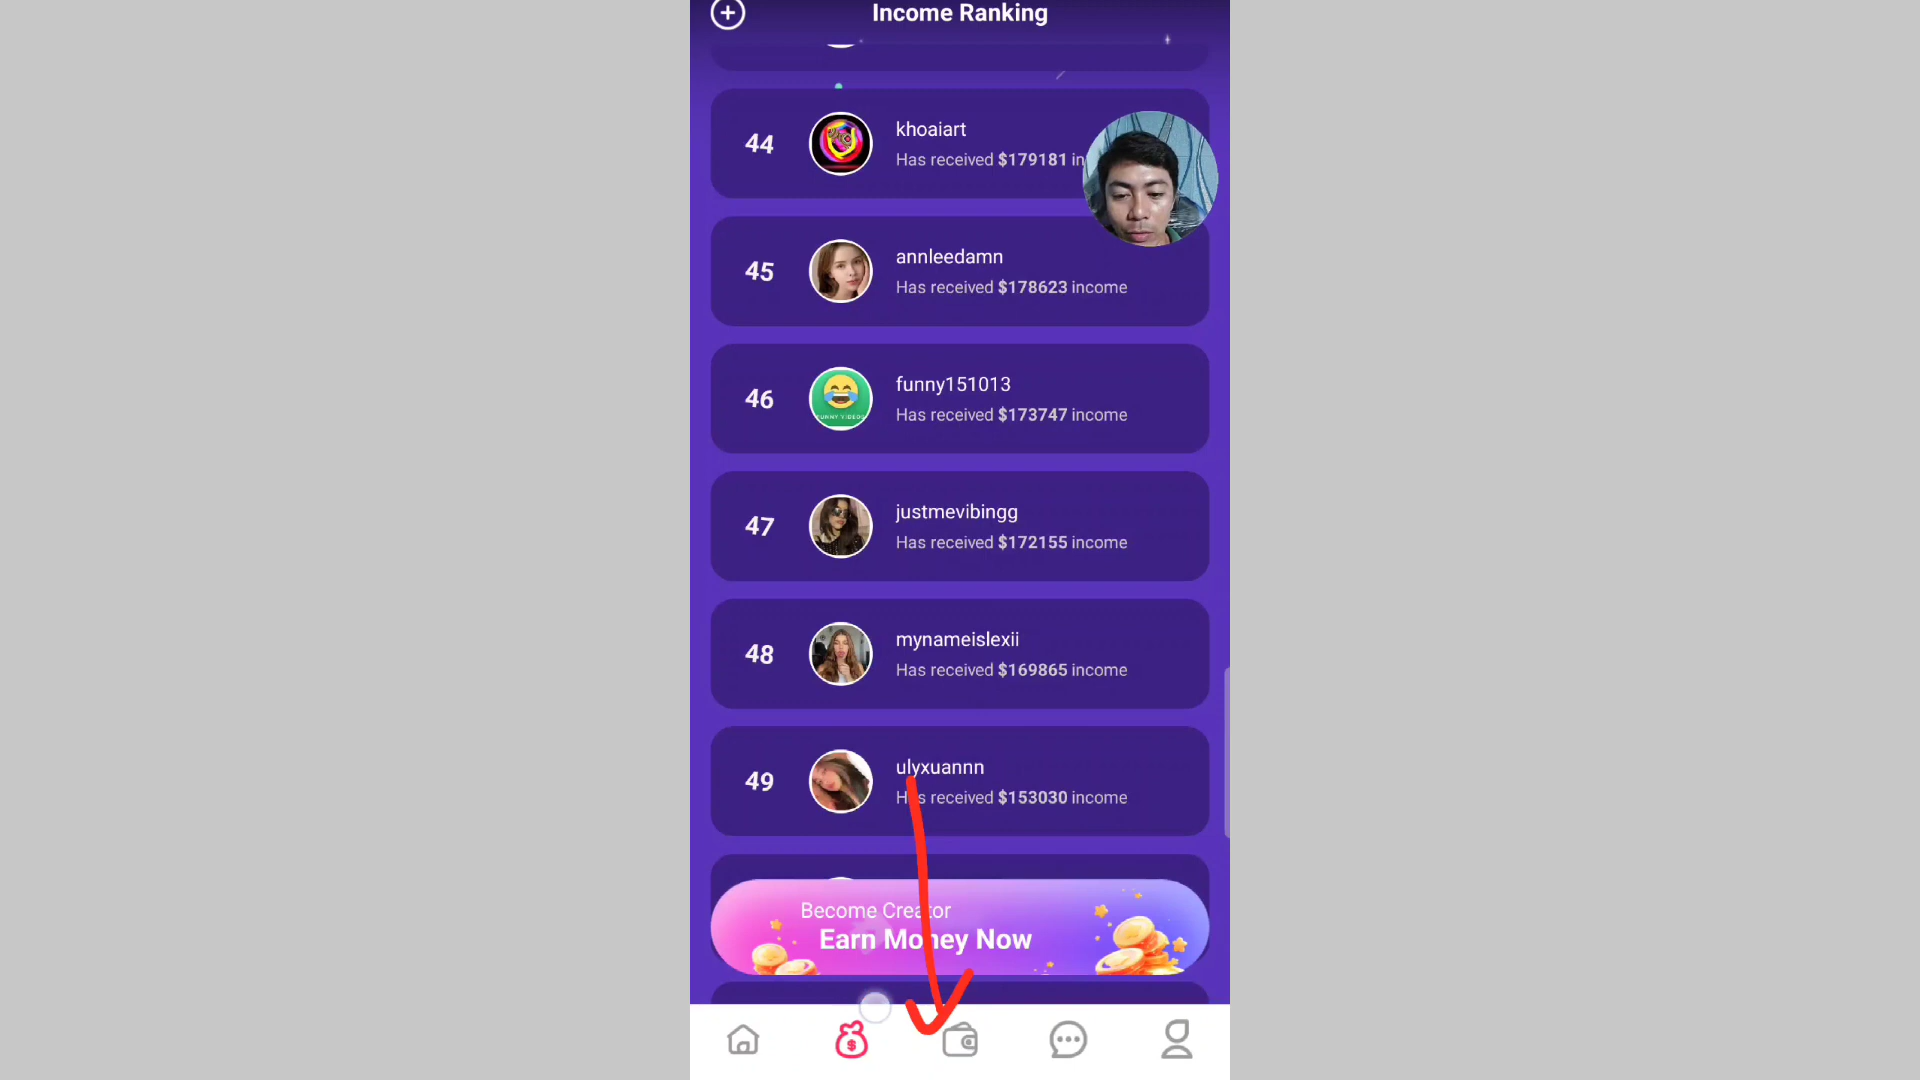 Income Ranking
44
khoaiart
Has received $179181 in
45
annleedamn
Has received $178623 income
46
FUNNY VIDEOS
funny151013
Has received $173747 income
47
justmevibingg
Has received $172155 income
48
mynameislexii
Has received $169865 income
49
ulyxuannn
Has received $153030 income
Become Creator
Earn Money Now